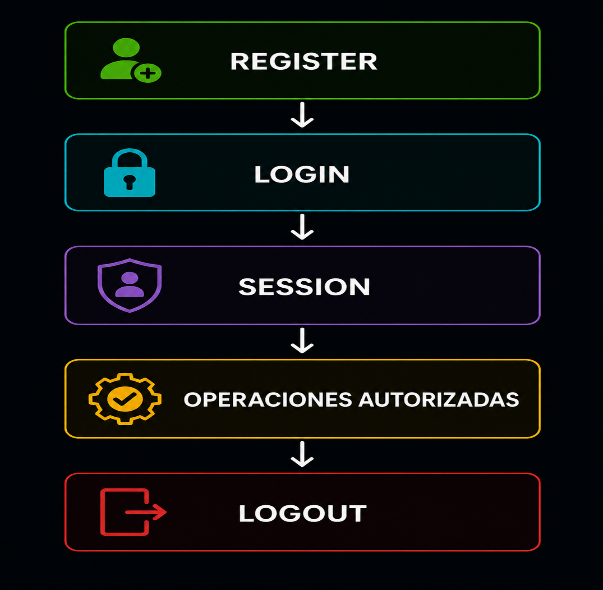 REGISTER
LOGIN
SESSION
OPERACIONES AUTORIZADAS
LOGOUT